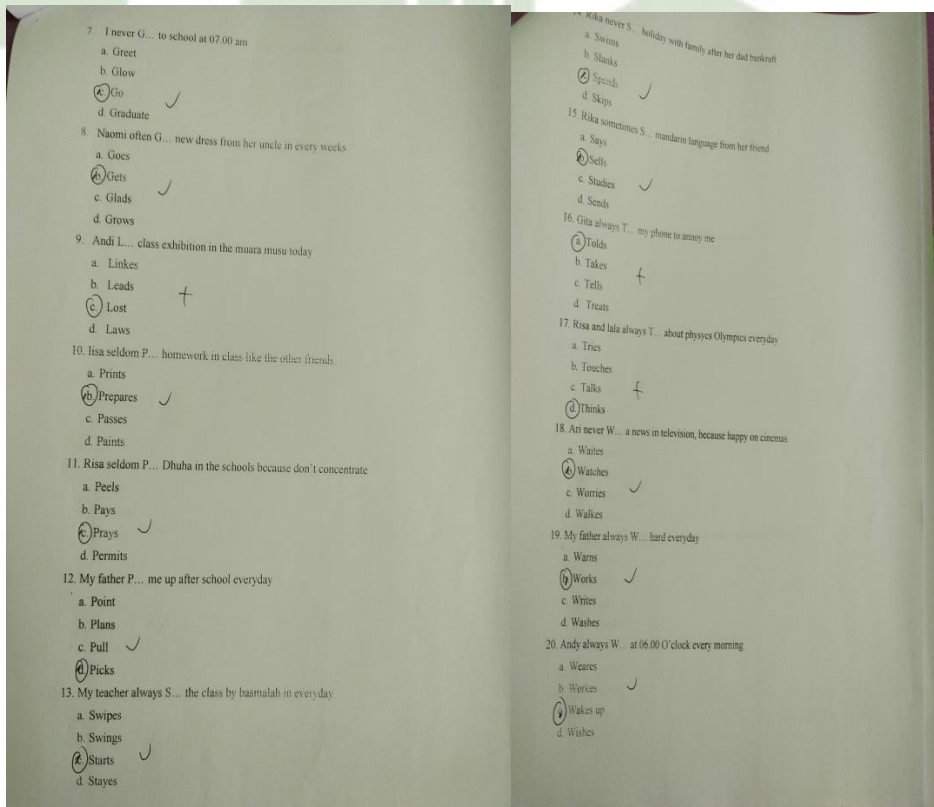 7. I never G... to school at 07.00 am
a. Greet
b. Glow
c. Go
d. Graduate
8. Naomi often G... new dress from her uncle in every weeks
a. Goes
b. Gets
c. Glads
d. Grows
9. Andi L... class exhibition in the muara musu today
a. Linkes
b. Leads
c. Lost
d. Laws
10. lisa seldom P... homework in class like the other friends
a. Prints
b. Prepares
c. Passes
d. Paints
11. Risa seldom P... Dhuha in the schools because don't concentrate
a. Peels
b. Pays
c. Prays
d. Permits
12. My father P... me up after school everyday
a. Point
b. Plans
c. Pull
d. Picks
13. My teacher always S... the class by basmalah in everyday
a. Swipes
b. Swings
c. Starts
d. Stayes
Rika never S... holiday with family after her dad bankruft
a. Swims
b. Slanks
Spends
d. Skips
15. Rika sometimes S... mandarin language from her friend
a. Says
b. Sells
c. Studies
d. Sends
16. Gita always T... my phone to annoy me
a. Tolds
b. Takes
c. Tells
d. Treats
17. Risa and lala always T... about physycs Olympics everyday
a. Tries
b. Touches
c. Talks
d. Thinks
18. Ari never W... a news in television, because happy on cinemas
a. Waites
b. Watches
c. Worries
d. Walkes
19. My father always W... hard everyday
a. Warns
b. Works
c. Writes
d. Washes
20. Andy always W... at 06.00 O'clock every morning
a. Weares
b. Workes
Wakes up
d. Wishes